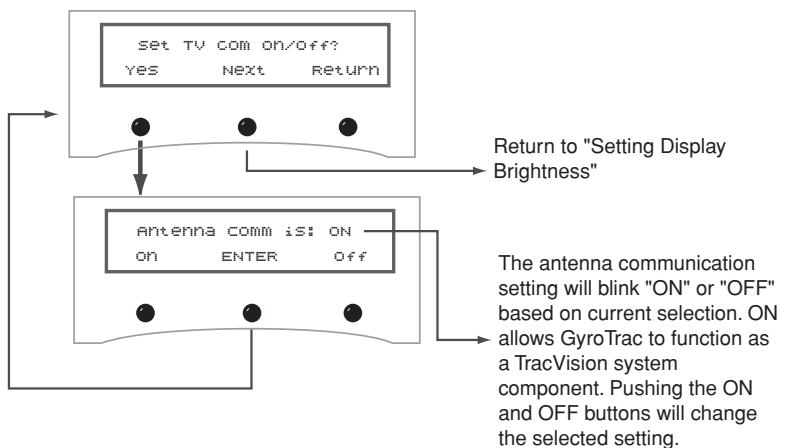 Set TV com on/off?
Yes Next Return
Return to "Setting Display
Brightness"
Antenna comm is: ON
On ENTER Off
The antenna communication
setting will blink "ON" or "OFF"
based on current selection. ON
allows GyroTrac to function as
a TracVision system
component. Pushing the ON
and OFF buttons will change
the selected setting.